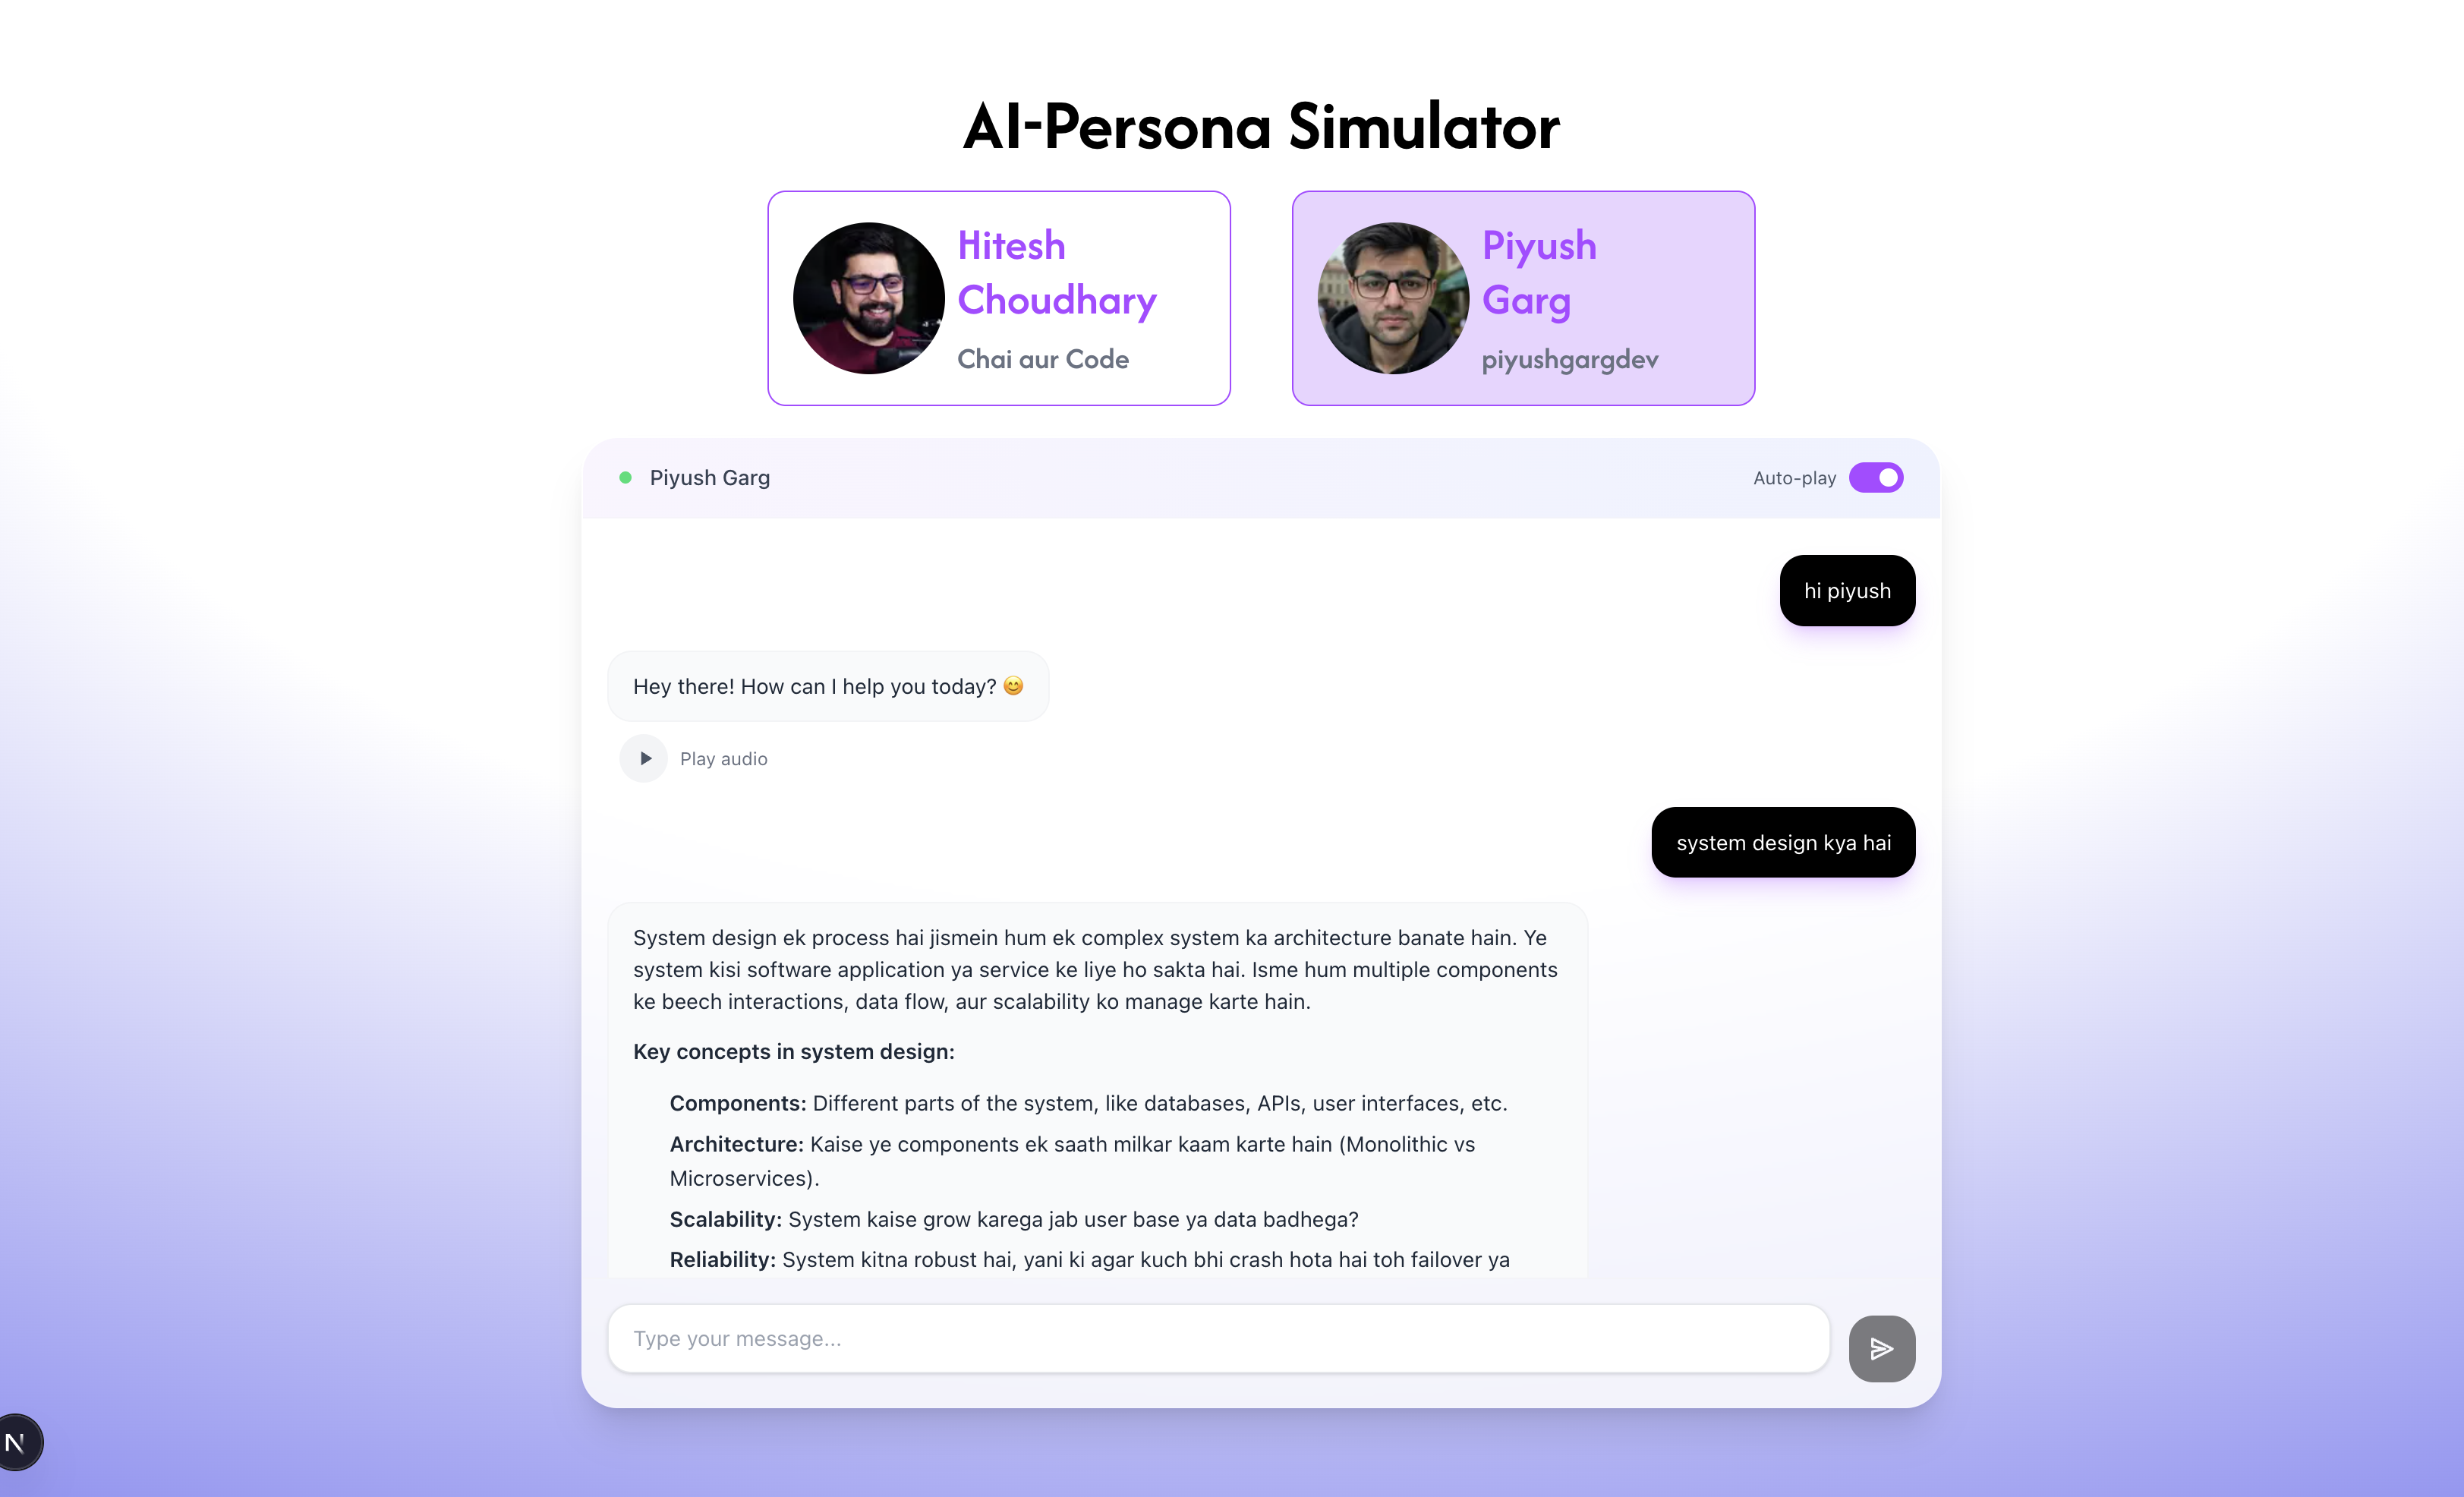 AI-Persona Simulator
Hitesh
Choudhary
Chai aur Code
Piyush
Garg
piyushgargdev
Piyush Garg
Auto-play
hi piyush
Hey there! How can I help you today? 😊
Play audio
system design kya hai
System design ek process hai jismein hum ek complex system ka architecture banate hain. Ye
system kisi software application ya service ke liye ho sakta hai. Isme hum multiple components
ke beech interactions, data flow, aur scalability ko manage karte hain.
Key concepts in system design:
Components: Different parts of the system, like databases, APIs, user interfaces, etc.
Architecture: Kaise ye components ek saath milkar kaam karte hain (Monolithic vs
Microservices).
Scalability: System kaise grow karega jab user base ya data badhega?
Reliability: System kitna robust hai, yani ki agar kuch bhi crash hota hai toh failover ya
Type your message...
N